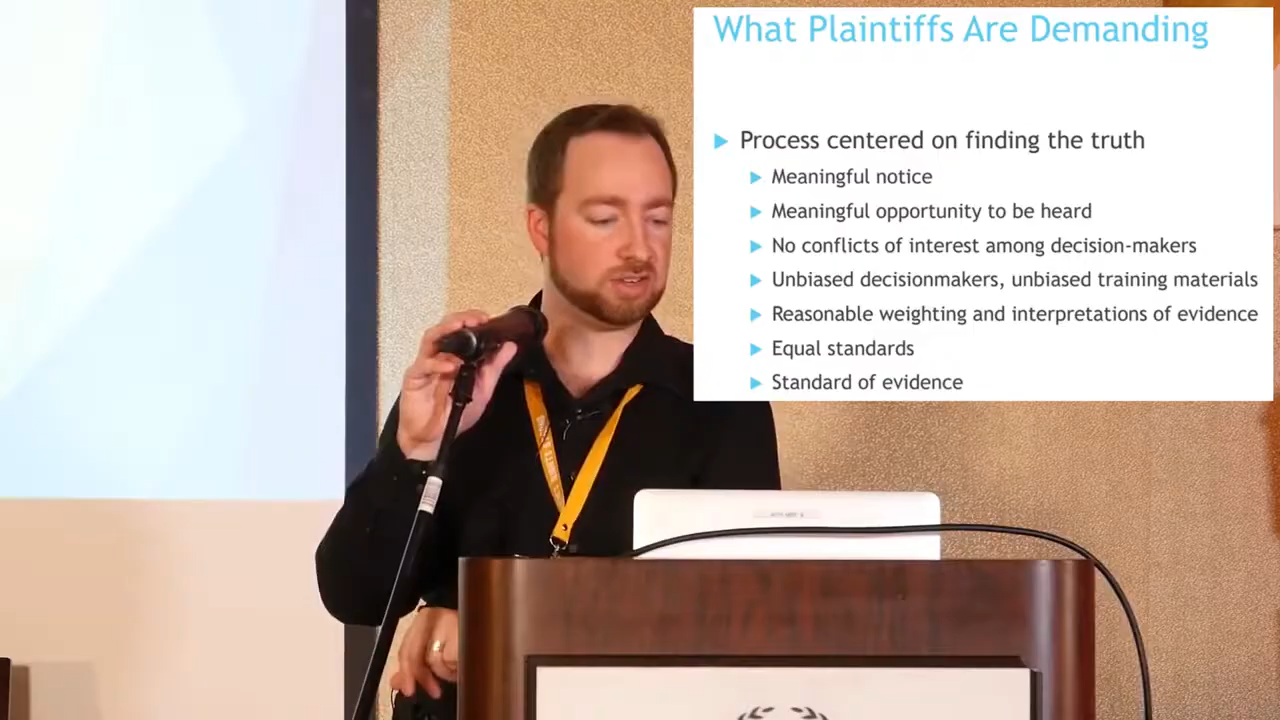 What Plaintiffs Are Demanding
Process centered on finding the truth
Meaningful notice
Meaningful opportunity to be heard
No conflicts of interest among decision-makers
Unbiased decisionmakers, unbiased training materials
Reasonable weighting and interpretations of evidence
Equal standards
Standard of evidence